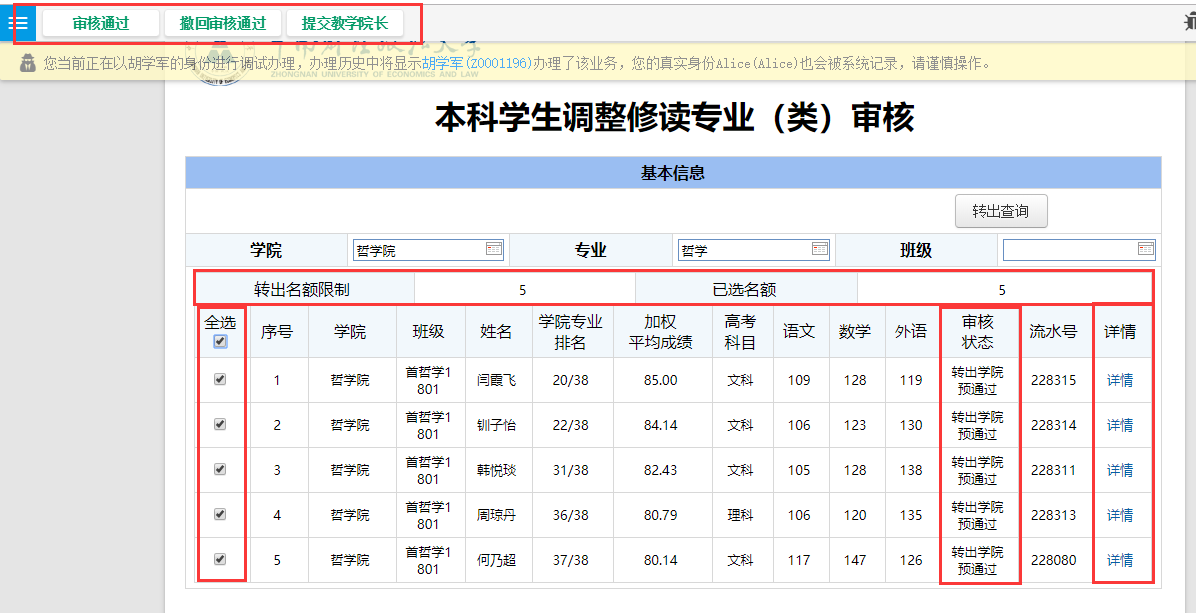 审核通过 撤回审核通过 提交教学院长
您当前正在以胡学军的身份进行调试办理，办理历史中将显示胡学军(Z0001196)办理了该业务，您的真实身份Alice(Alice)也会被系统记录，请谨慎操作。
ZHONGNAN UNIVERSITY OF ECONOMICS AND LAW
本科学生调整修读专业（类）审核
基本信息
转出查询
学院 哲学院 专业 哲学 班级
转出名额限制 5 已选名额 5
全选 序号 学院 班级 姓名 学院专业排名 加权平均成绩 高考科目 语文 数学 外语 审核状态 流水号 详情
1 哲学院 首哲学1801 闫霞飞 20/38 85.00 文科 109 128 119 转出学院预通过 228315 详情
2 哲学院 首哲学1801 钏子怡 22/38 84.14 文科 106 123 130 转出学院预通过 228314 详情
3 哲学院 首哲学1801 韩悦琰 31/38 82.43 文科 105 128 138 转出学院预通过 228311 详情
4 哲学院 首哲学1801 周琼丹 36/38 80.79 理科 106 120 135 转出学院预通过 228313 详情
5 哲学院 首哲学1801 何乃超 37/38 80.14 文科 117 147 126 转出学院预通过 228080 详情